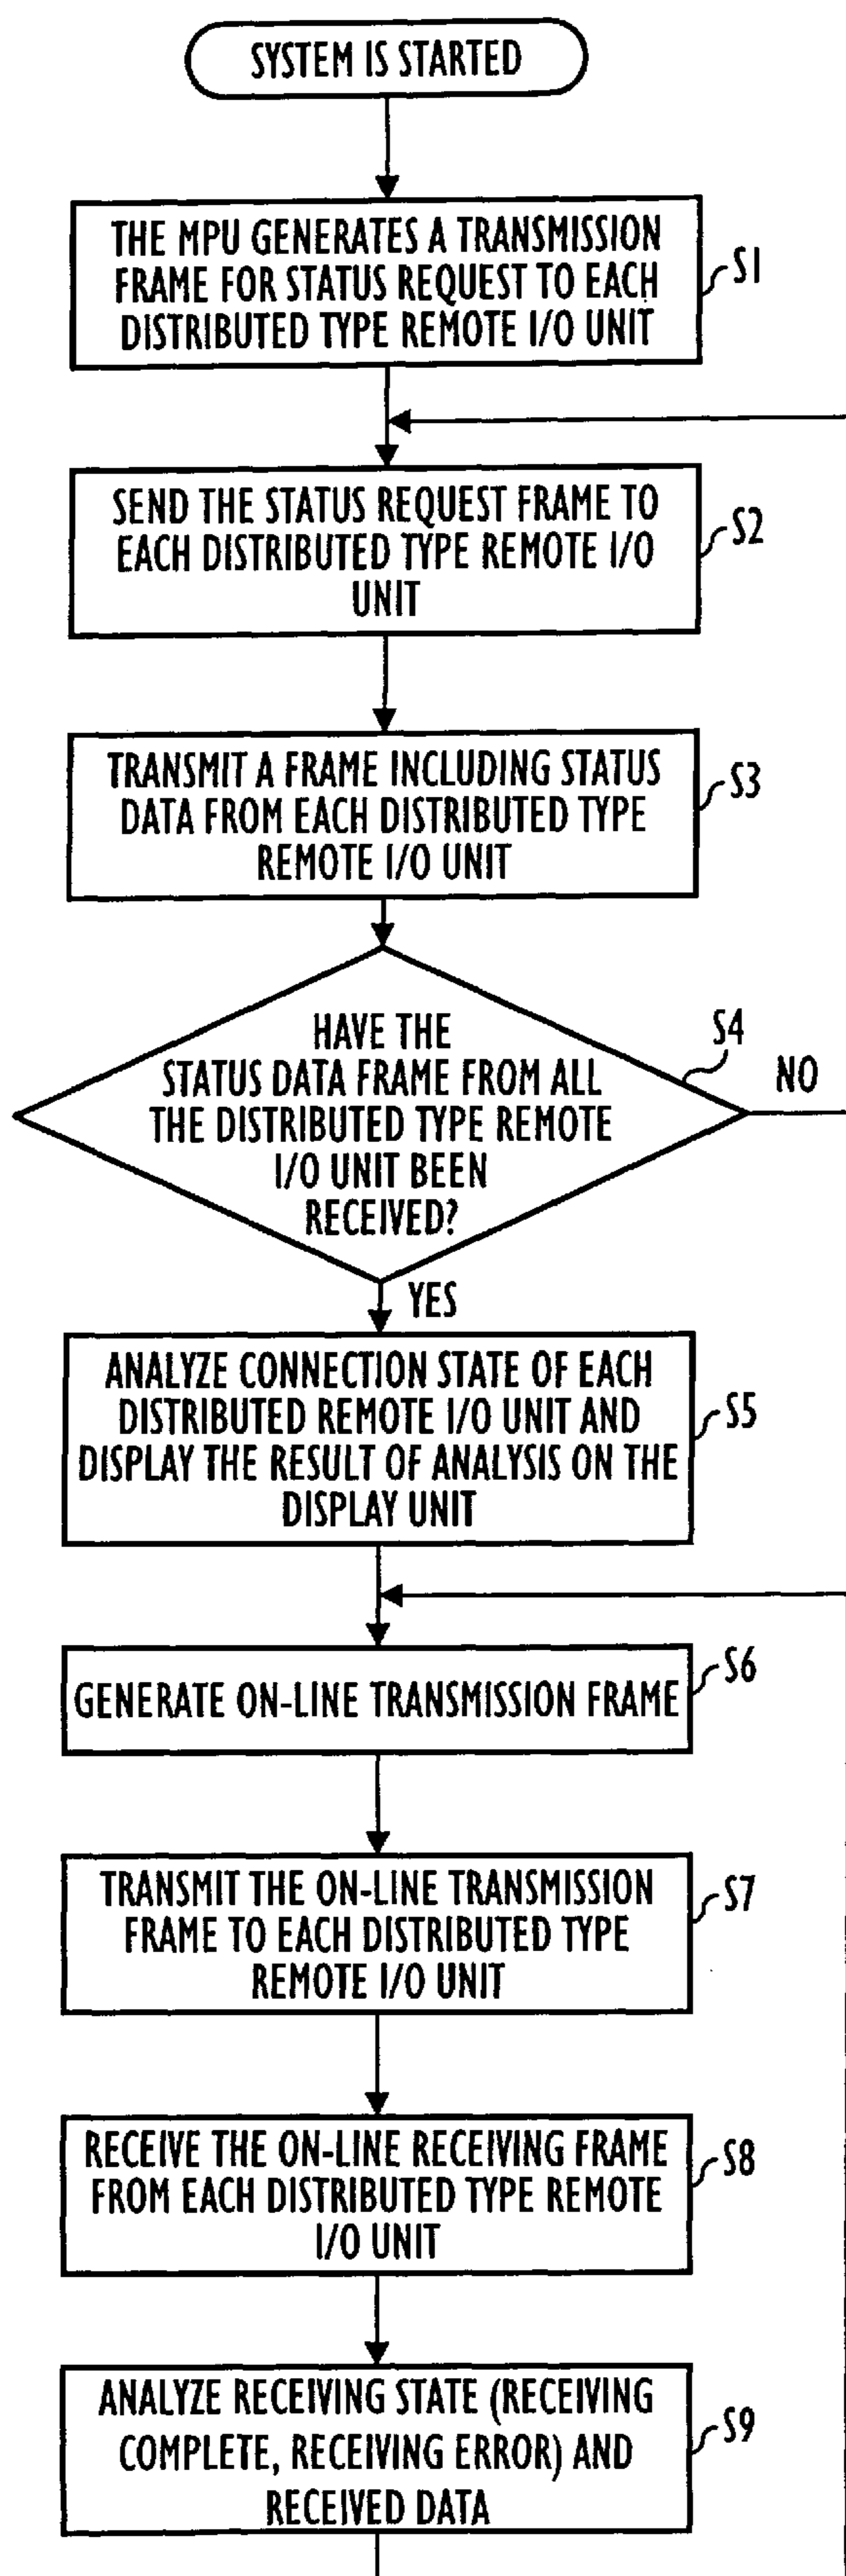 SYSTEM IS STARTED
THE MPU GENERATES A TRANSMISSION
FRAME FOR STATUS REQUEST TO EACH
DISTRIBUTED TYPE REMOTE I/O UNIT
S1
SEND THE STATUS REQUEST FRAME TO
EACH DISTRIBUTED TYPE REMOTE I/O
UNIT
S2
TRANSMIT A FRAME INCLUDING STATUS
DATA FROM EACH DISTRIBUTED TYPE
REMOTE I/O UNIT
S3
HAVE THE
STATUS DATA FRAME FROM ALL
THE DISTRIBUTED TYPE REMOTE
I/O UNIT BEEN
RECEIVED?
S4
NO
YES
ANALYZE CONNECTION STATE OF EACH
DISTRIBUTED REMOTE I/O UNIT AND
DISPLAY THE RESULT OF ANALYSIS ON THE
DISPLAY UNIT
S5
GENERATE ON-LINE TRANSMISSION FRAME
S6
TRANSMIT THE ON-LINE TRANSMISSION
FRAME TO EACH DISTRIBUTED TYPE
REMOTE I/O UNIT
S7
RECEIVE THE ON-LINE RECEIVING FRAME
FROM EACH DISTRIBUTED TYPE REMOTE
I/O UNIT
S8
ANALYZE RECEIVING STATE (RECEIVING
COMPLETE, RECEIVING ERROR) AND
RECEIVED DATA
S9